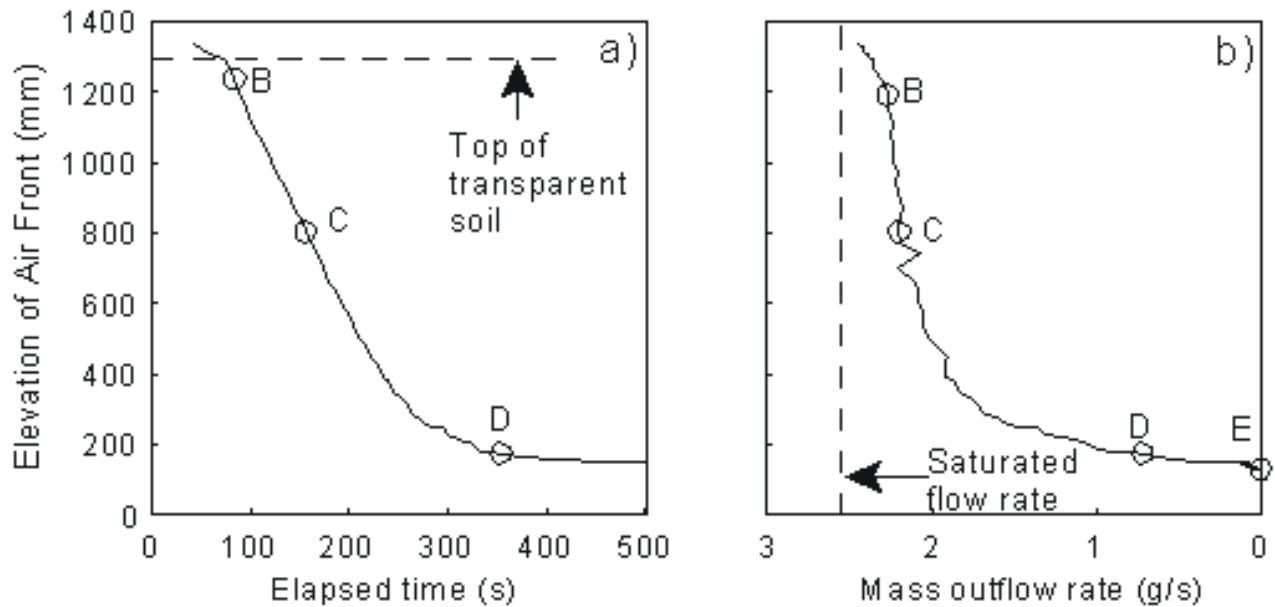 1400
1200
1000
800
600
400
200
0
Elevation of Air Front (mm)
a)
B
Top of
transparent
soil
C
D
0 100 200 300 400 500
Elapsed time (s)
b)
B
C
D
E
Saturated
flow rate
3 2 1 0
Mass outflow rate (g/s)